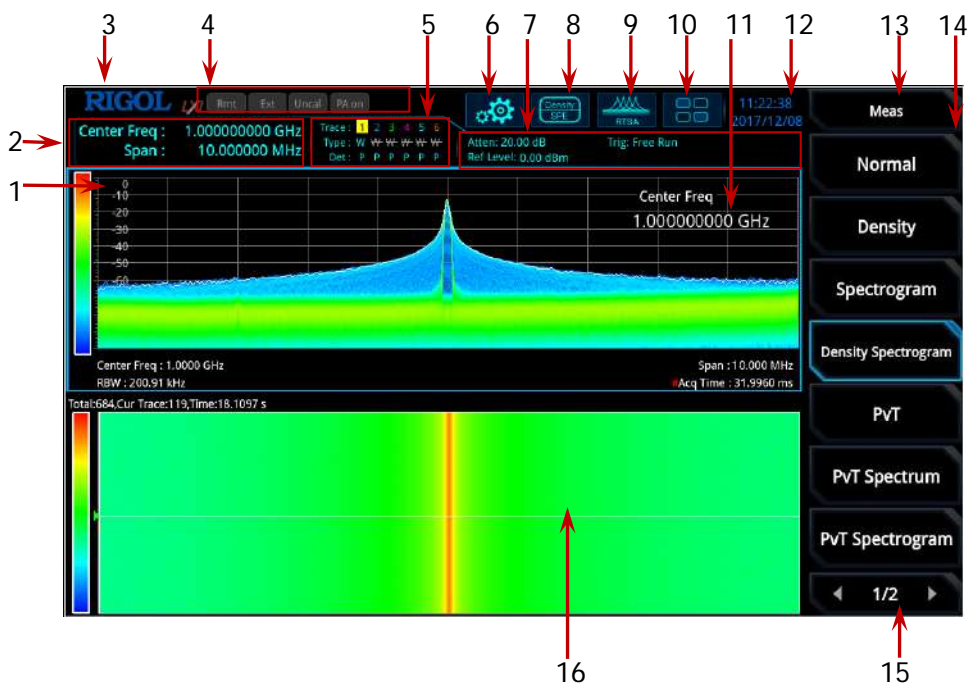 3 4 5 6 7 8 9 10 11 12 13 14
RIGOL LXI Rmt Ext Uncal PA on
Density
SPE
RTSA
11:22:38
2017/12/08
Meas
2
Center Freq : 1.000000000 GHz
Span : 10.000000 MHz
Trace : 1 2 3 4 5 6
Type : W W W W W W
Det : P P P P P P
Atten: 20.00 dB Trig: Free Run
Ref Level: 0.00 dBm
Normal
1
0
-10
-20
-30
-40
-50
-60
Center Freq
1.000000000 GHz
Density
Spectrogram
Density Spectrogram
Center Freq : 1.0000 GHz Span : 10.000 MHz
RBW : 200.91 kHz #Acq Time : 31.9960 ms
Total:684,Cur Trace:119,Time:18.1097 s
PvT
PvT Spectrum
PvT Spectrogram
1/2
16 15